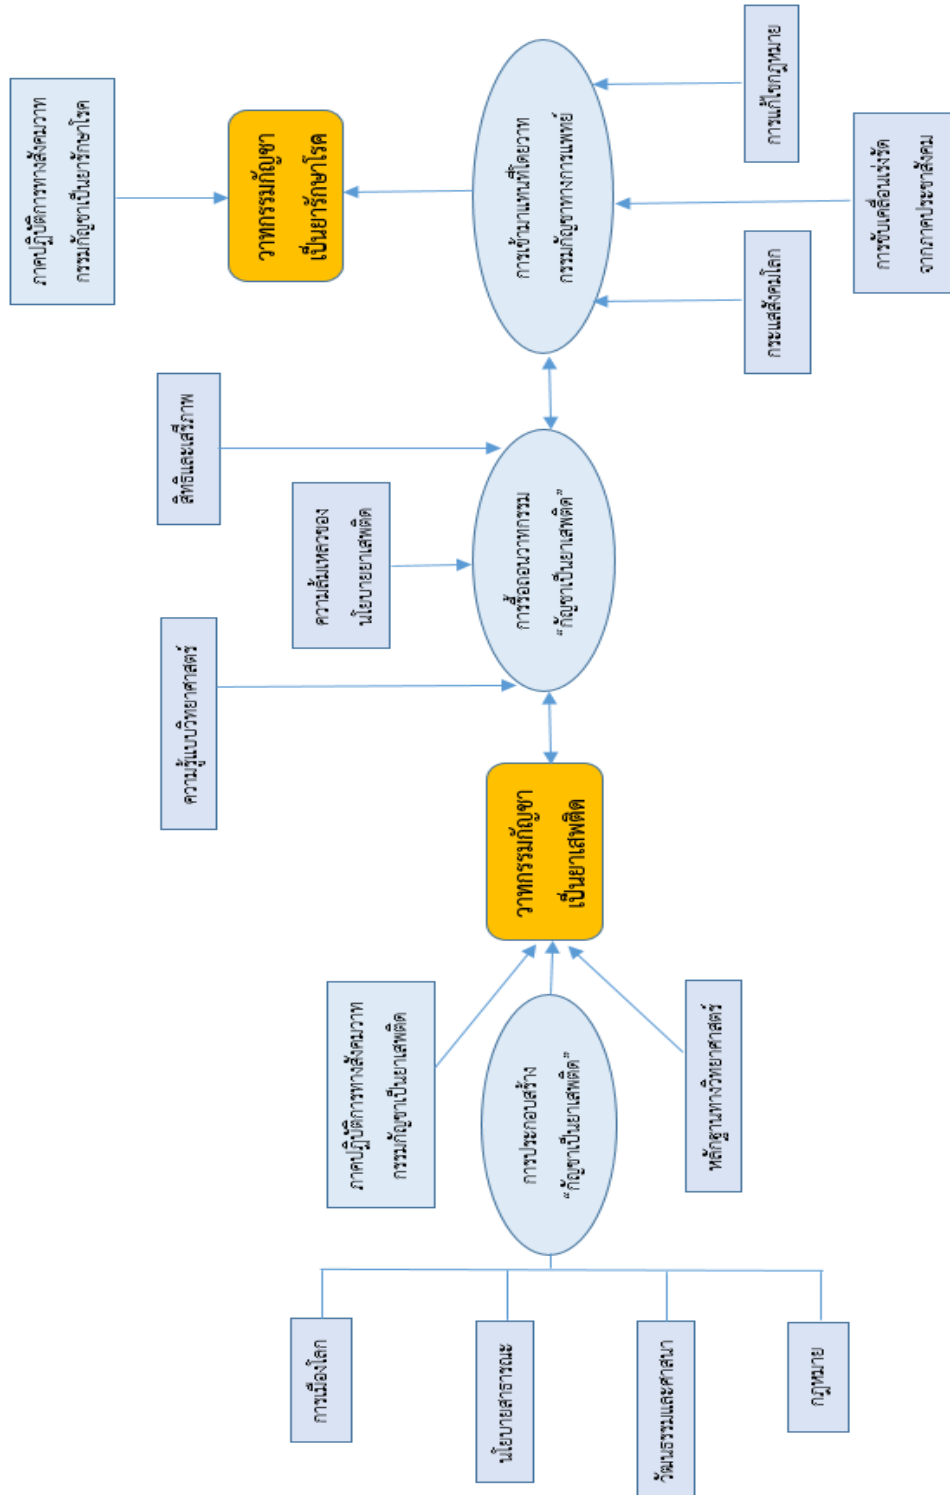 การเมืองโลก
นโยบายสาธารณะ
วัฒนธรรมและศาสนา
กฎหมาย
ภาคปฏิบัติการทางสังคมวาท
กรรมกัญชาเป็นยาเสพติด
การประกอบสร้าง
“กัญชาเป็นยาเสพติด”
หลักฐานทางวิทยาศาสตร์
วาทกรรมกัญชา
เป็นยาเสพติด
ความรู้แบบวิทยาศาสตร์
ความล้มเหลวของ
นโยบายยาเสพติด
สิทธิและเสรีภาพ
การรื้อถอนวาทกรรม
“กัญชาเป็นยาเสพติด”
ภาคปฏิบัติการทางสังคมวาท
กรรมกัญชาเป็นยารักษาโรค
วาทกรรมกัญชา
เป็นยารักษาโรค
การเข้ามาแทนที่โดยวาท
กรรมกัญชาทางการแพทย์
กระแสสังคมโลก
การขับเคลื่อนเร่งรัด
จากภาคประชาสังคม
การแก้ไขกฎหมาย